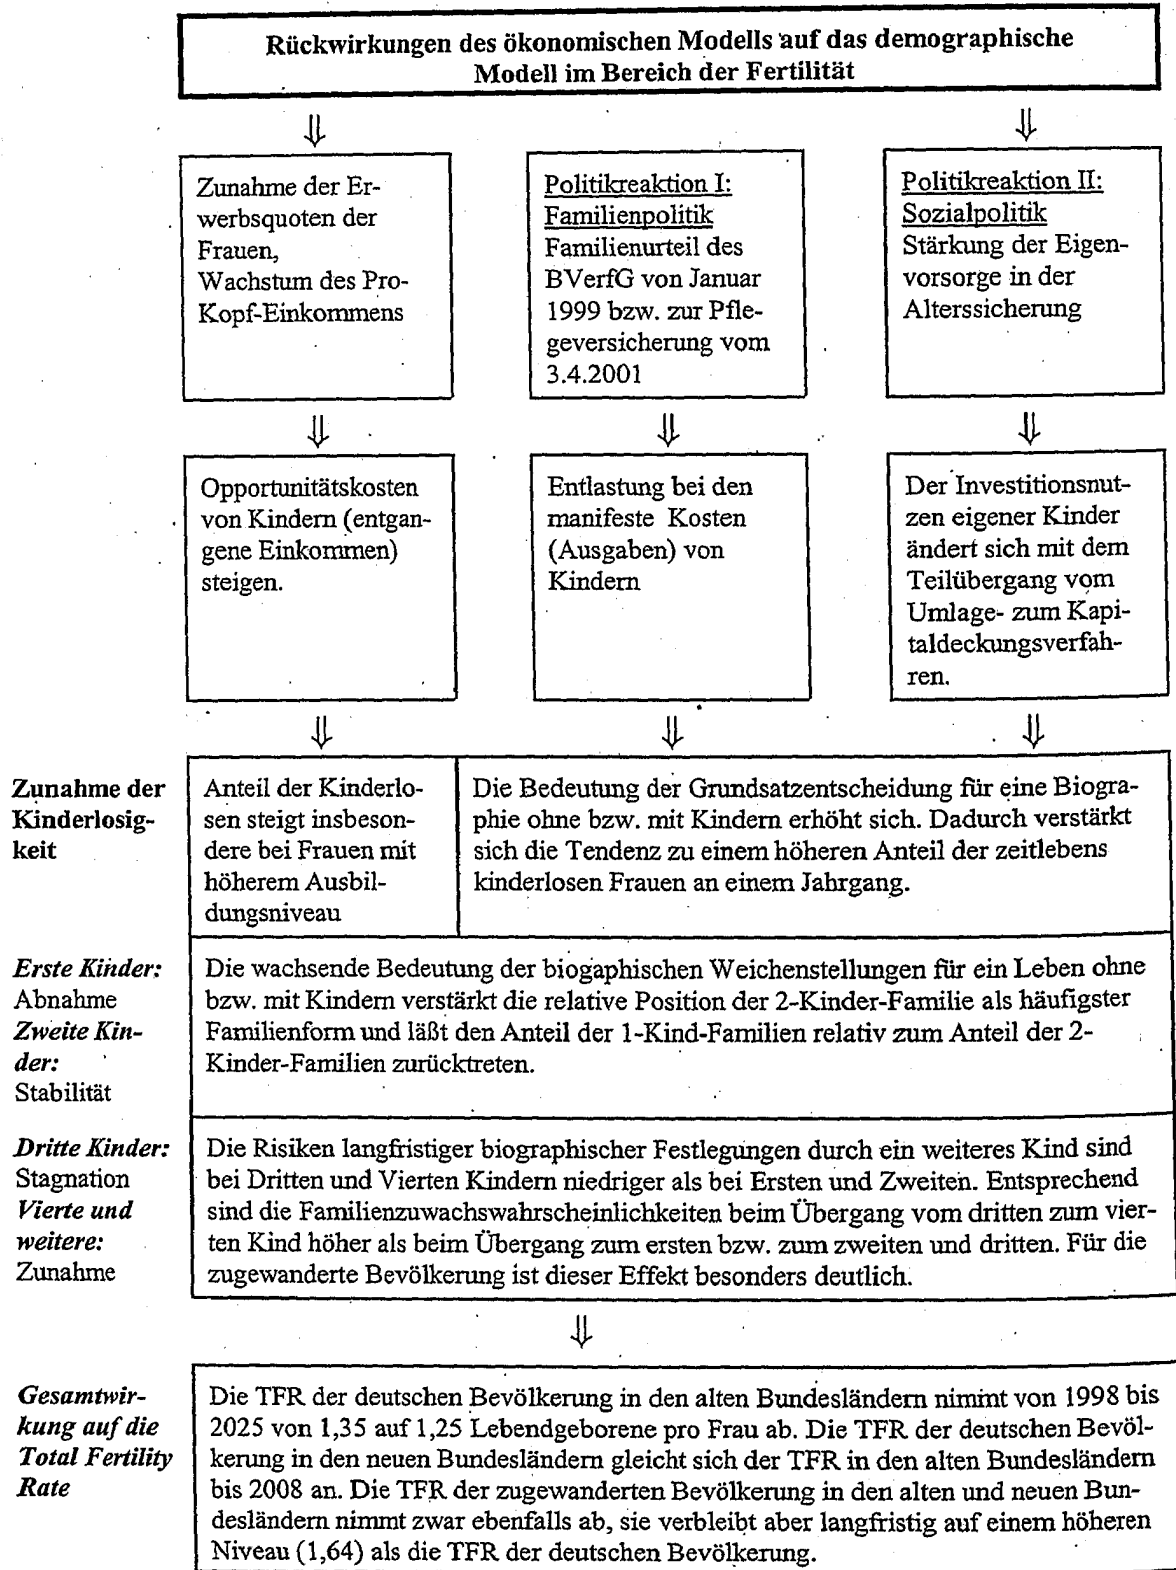 Rückwirkungen des ökonomischen Modells auf das demographische
Modell im Bereich der Fertilität
Zunahme der Er-
werbsquoten der
Frauen,
Wachstum des Pro-
Kopf-Einkommens
Politikreaktion I:
Familienpolitik
Familienurteil des
BVerfG von Januar
1999 bzw. zur Pfle-
geversicherung vom
3.4.2001
Politikreaktion II:
Sozialpolitik
Stärkung der Eigen-
vorsorge in der
Alterssicherung
Opportunitätskosten
von Kindern (entgan-
gene Einkommen)
steigen.
Entlastung bei den
manifeste Kosten
(Ausgaben) von
Kindern
Der Investitionsnut-
zen eigener Kinder
ändert sich mit dem
Teilübergang vom
Umlage- zum Kapi-
taldeckungsverfah-
ren.
Zunahme der
Kinderlosig-
keit
Anteil der Kinderlo-
sen steigt insbeson-
dere bei Frauen mit
höherem Ausbil-
dungsniveau
Die Bedeutung der Grundsatzentscheidung für eine Biogra-
phie ohne bzw. mit Kindern erhöht sich. Dadurch verstärkt
sich die Tendenz zu einem höheren Anteil der zeitlebens
kinderlosen Frauen an einem Jahrgang.
Erste Kinder:
Abnahme
Zweite Kin-
der:
Stabilität
Die wachsende Bedeutung der biogaphischen Weichenstellungen für ein Leben ohne
bzw. mit Kindern verstärkt die relative Position der 2-Kinder-Familie als häufigster
Familienform und läßt den Anteil der 1-Kind-Familien relativ zum Anteil der 2-
Kinder-Familien zurücktreten.
Dritte Kinder:
Stagnation
Vierte und
weitere:
Zunahme
Die Risiken langfristiger biographischer Festlegungen durch ein weiteres Kind sind
bei Dritten und Vierten Kindern niedriger als bei Ersten und Zweiten. Entsprechend
sind die Familienzuwachswahrscheinlichkeiten beim Übergang vom dritten zum vier-
ten Kind höher als beim Übergang zum ersten bzw. zum zweiten und dritten. Für die
zugewanderte Bevölkerung ist dieser Effekt besonders deutlich.
Gesamtwir-
kung auf die
Total Fertility
Rate
Die TFR der deutschen Bevölkerung in den alten Bundesländern nimmt von 1998 bis
2025 von 1,35 auf 1,25 Lebendgeborene pro Frau ab. Die TFR der deutschen Bevöl-
kerung in den neuen Bundesländern gleicht sich der TFR in den alten Bundesländern
bis 2008 an. Die TFR der zugewanderten Bevölkerung in den alten und neuen Bun-
desländern nimmt zwar ebenfalls ab, sie verbleibt aber langfristig auf einem höheren
Niveau (1,64) als die TFR der deutschen Bevölkerung.